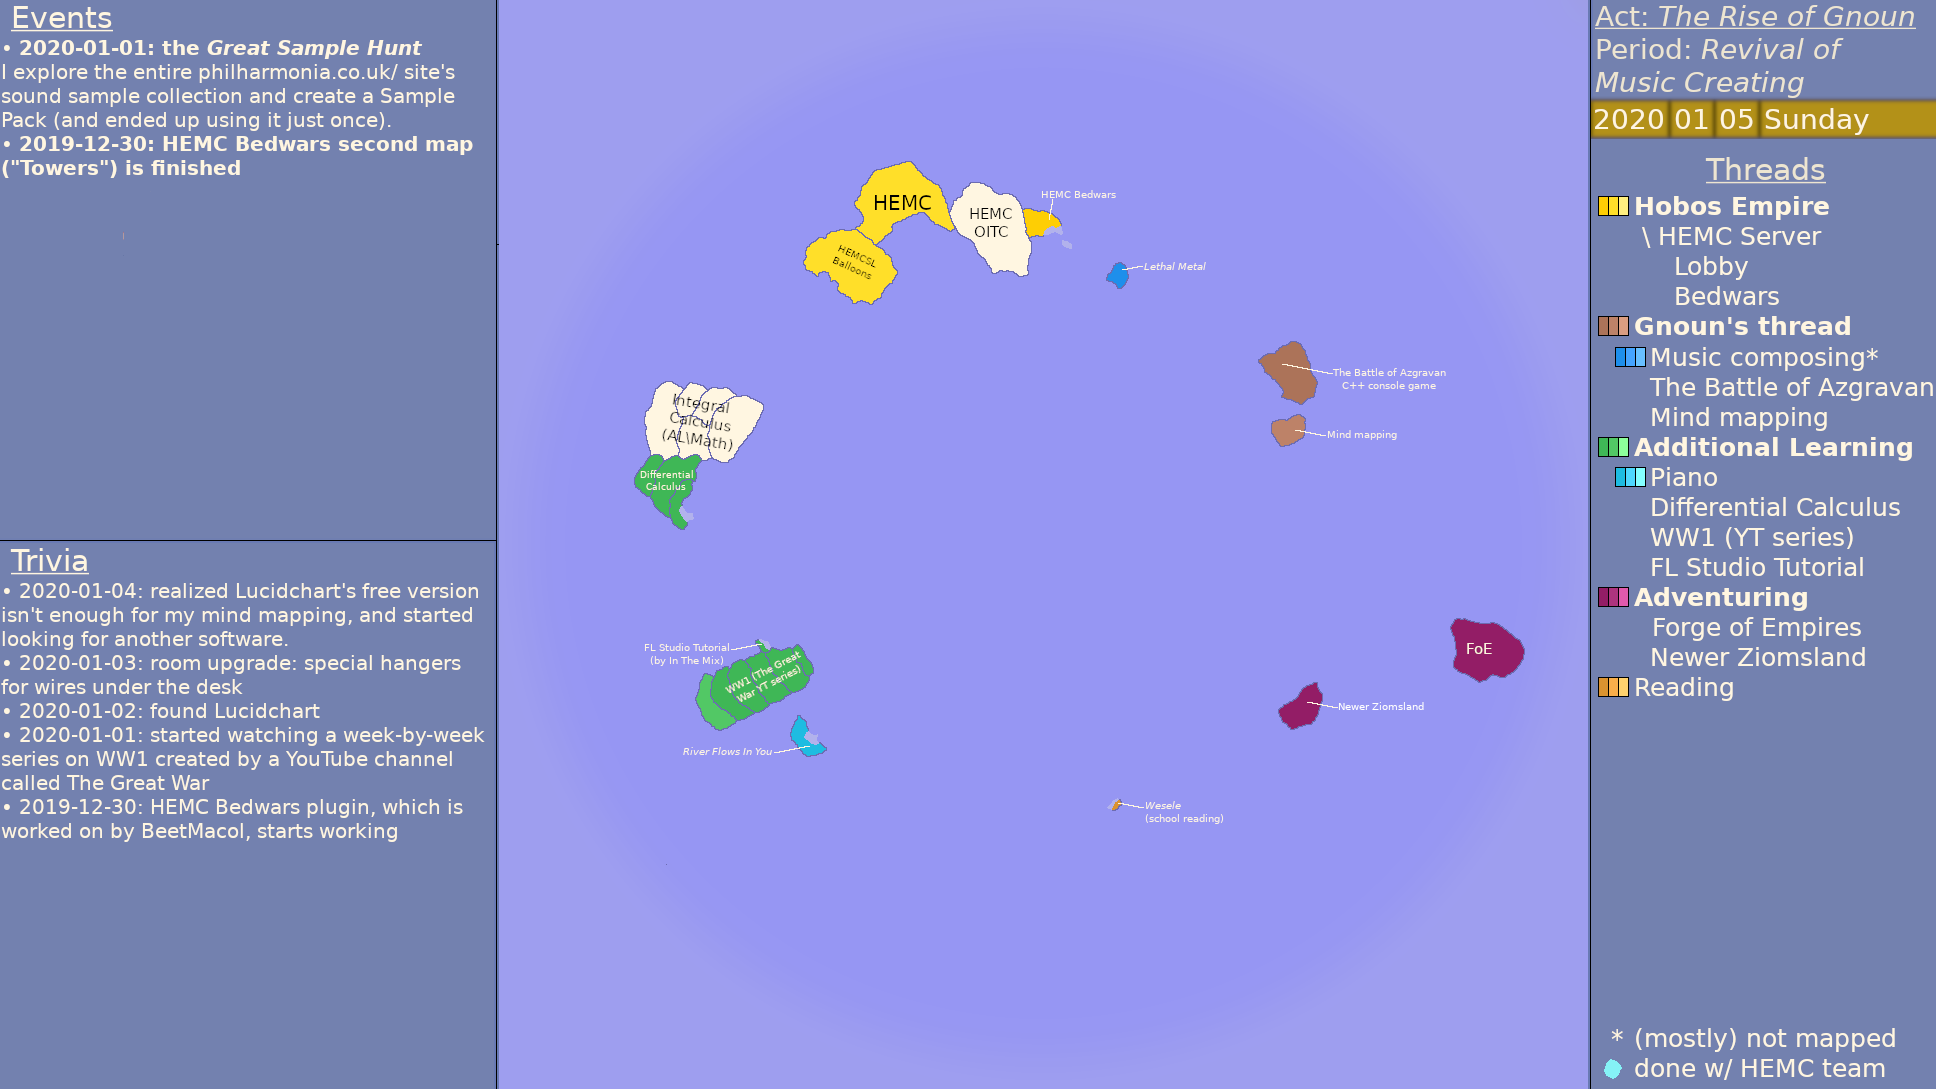 Events
• 2020-01-01: the Great Sample Hunt
I explore the entire philharmonia.co.uk/ site's
sound sample collection and create a Sample
Pack (and ended up using it just once).
• 2019-12-30: HEMC Bedwars second map
("Towers") is finished
Trivia
• 2020-01-04: realized Lucidchart's free version
isn't enough for my mind mapping, and started
looking for another software.
• 2020-01-03: room upgrade: special hangers
for wires under the desk
• 2020-01-02: found Lucidchart
• 2020-01-01: started watching a week-by-week
series on WW1 created by a YouTube channel
called The Great War
• 2019-12-30: HEMC Bedwars plugin, which is
worked on by BeetMacol, starts working
HEMC
HEMC
OITC
HEMC Bedwars
HEMCSL
Balloons
Lethal Metal
The Battle of Azgravan
C++ console game
Mind mapping
Integral
Calculus
(AL\Math)
Differential
Calculus
FL Studio Tutorial
(by In The Mix)
WW1 (The Great
War YT series)
River Flows In You
FoE
Newer Ziomsland
Wesele
(school reading)
Act: The Rise of Gnoun
Period: Revival of
Music Creating
2020 01 05 Sunday
Threads
Hobos Empire
\ HEMC Server
Lobby
Bedwars
Gnoun's thread
Music composing*
The Battle of Azgravan
Mind mapping
Additional Learning
Piano
Differential Calculus
WW1 (YT series)
FL Studio Tutorial
Adventuring
Forge of Empires
Newer Ziomsland
Reading
* (mostly) not mapped
done w/ HEMC team